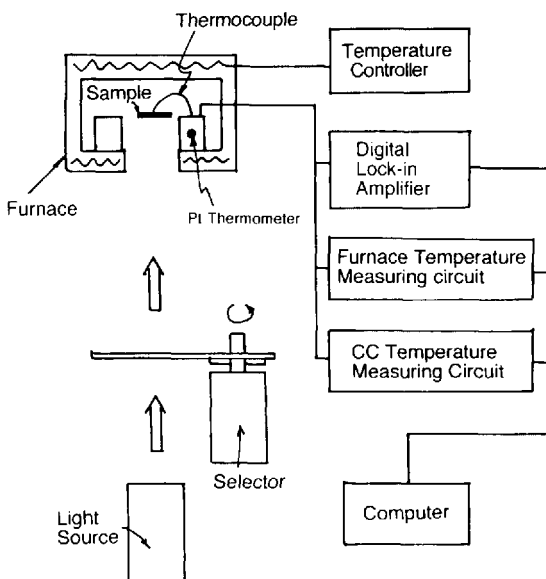 Thermocouple
Temperature
Controller
Sample
Digital
Lock-in
Amplifier
Furnace
Pt Thermometer
Furnace Temperature
Measuring circuit
CC Temperature
Measuring Circuit
Selector
Light
Source
Computer